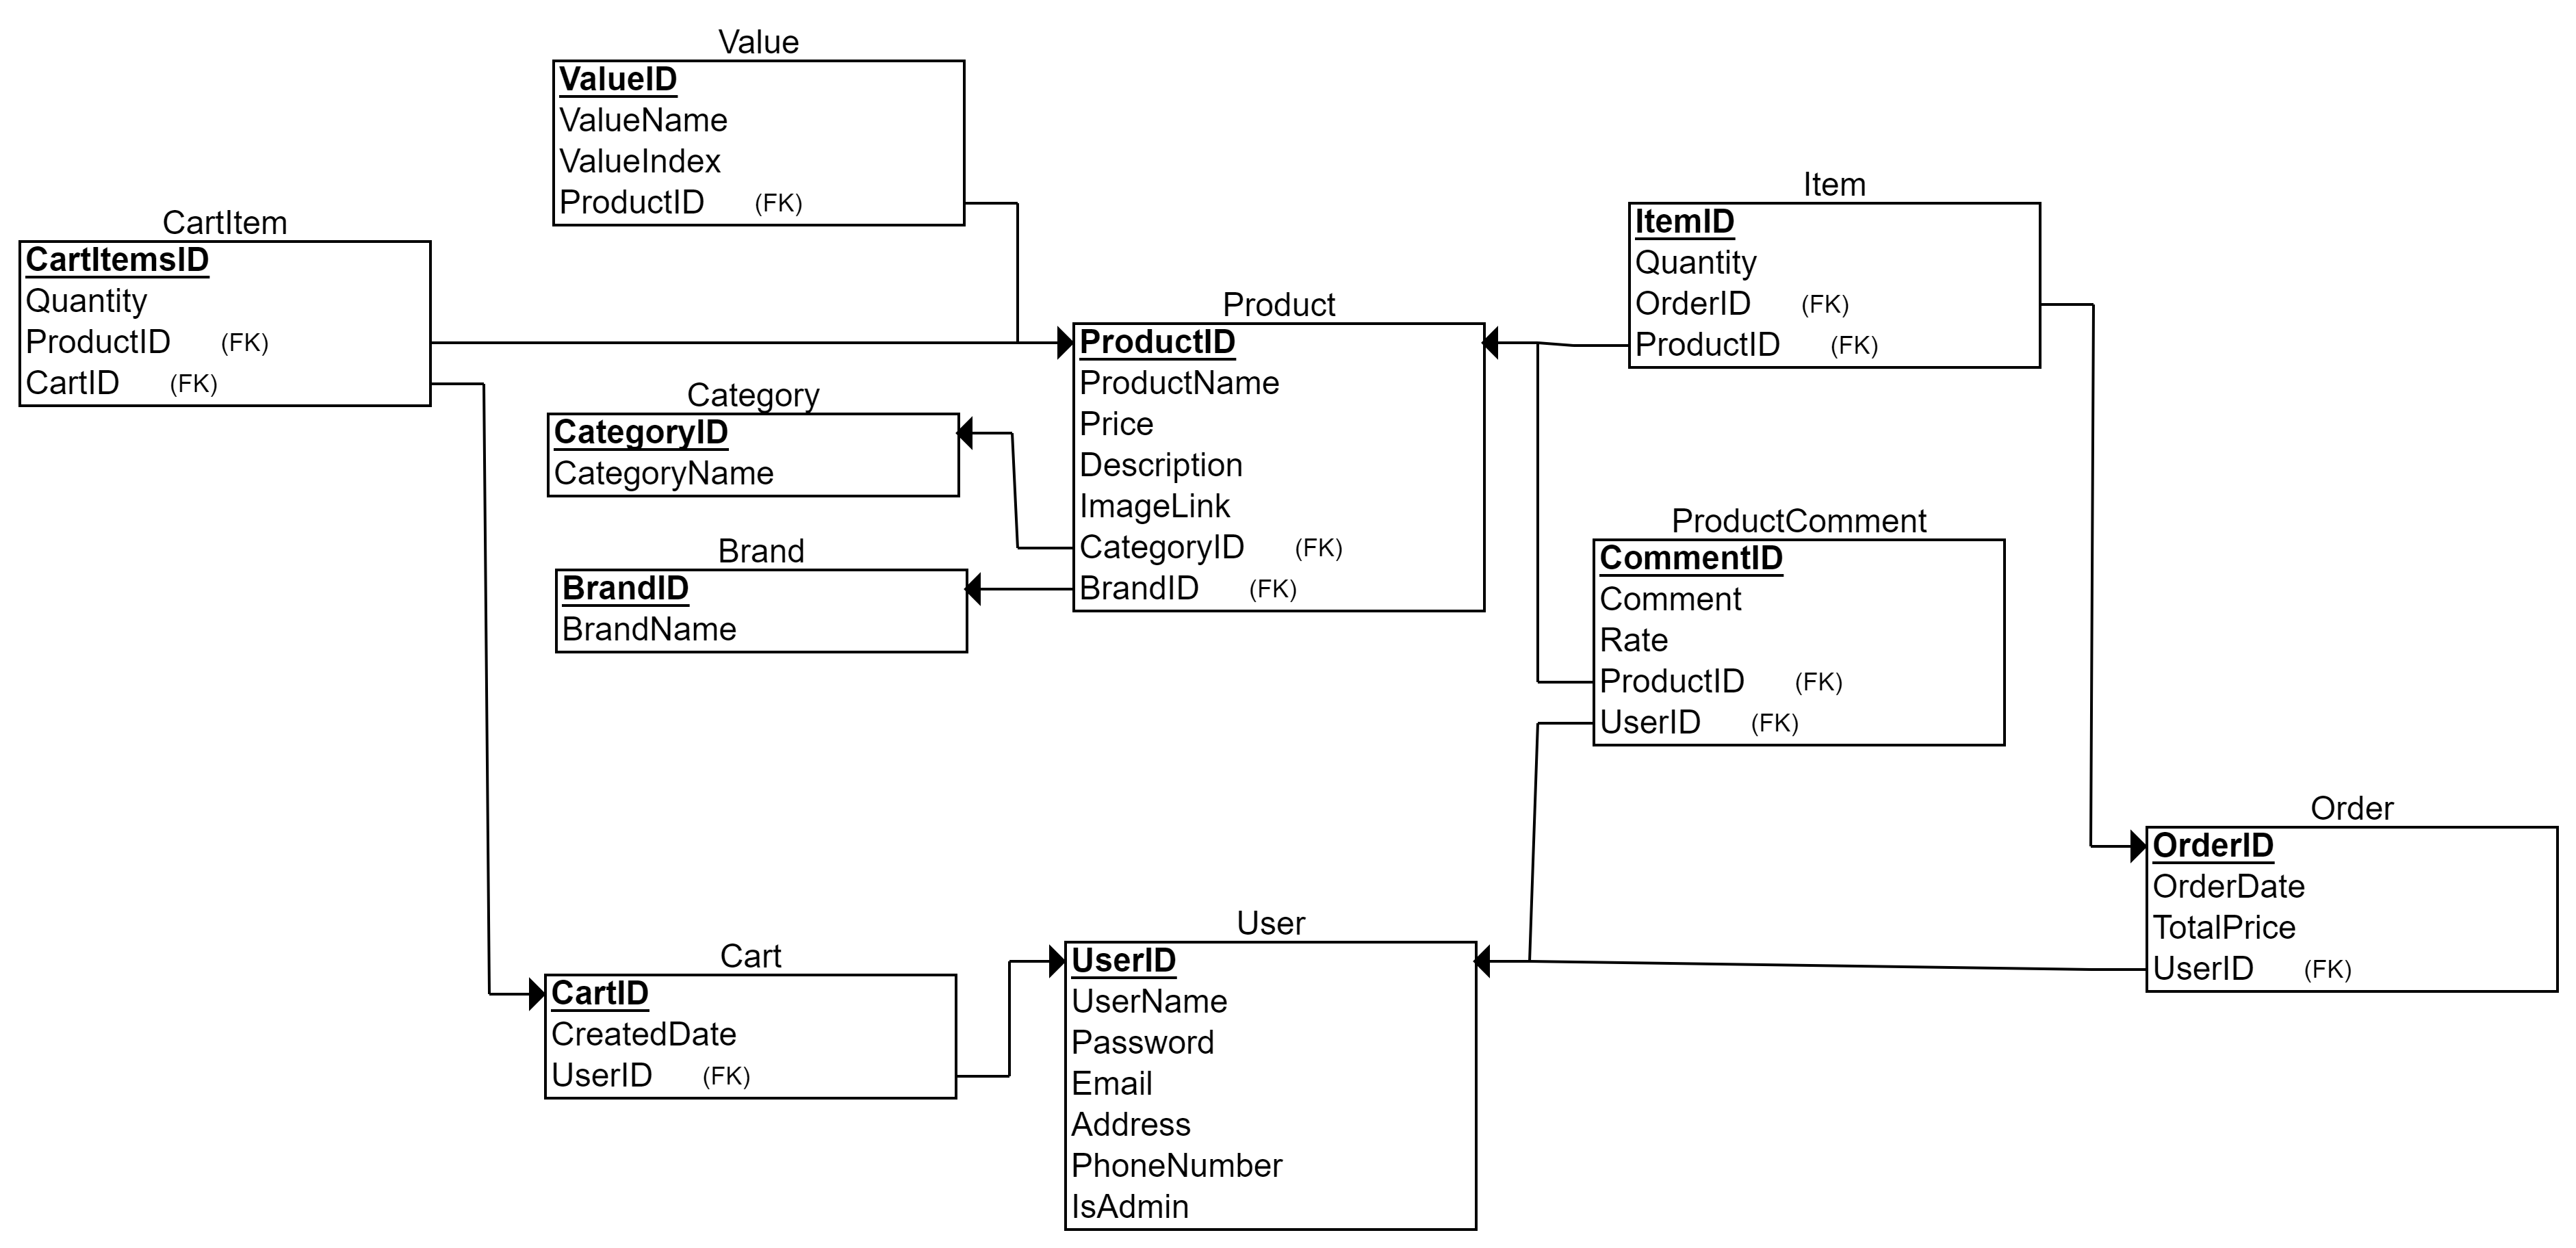 Value
ValueID
ValueName
ValueIndex
ProductID (FK)
CartItem
CartItemsID
Quantity
ProductID (FK)
CartID (FK)
Item
ItemID
Quantity
OrderID (FK)
ProductID (FK)
Product
ProductID
ProductName
Price
Description
ImageLink
CategoryID (FK)
BrandID (FK)
Category
CategoryID
CategoryName
Brand
BrandID
BrandName
ProductComment
CommentID
Comment
Rate
ProductID (FK)
UserID (FK)
Order
OrderID
OrderDate
TotalPrice
UserID (FK)
Cart
CartID
CreatedDate
UserID (FK)
User
UserID
UserName
Password
Email
Address
PhoneNumber
IsAdmin